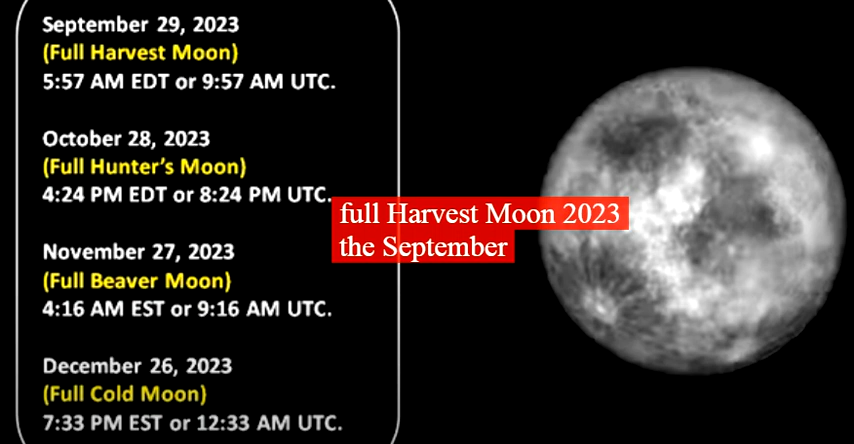 September 29, 2023
(Full Harvest Moon)
5:57 AM EDT or 9:57 AM UTC.
October 28, 2023
(Full Hunter's Moon)
4:24 PM EDT or 8:24 PM UTC.
full Harvest Moon 2023
the September
November 27, 2023
(Full Beaver Moon)
4:16 AM EST or 9:16 AM UTC.
December 26, 2023
(Full Cold Moon)
7:33 PM EST or 12:33 AM UTC.